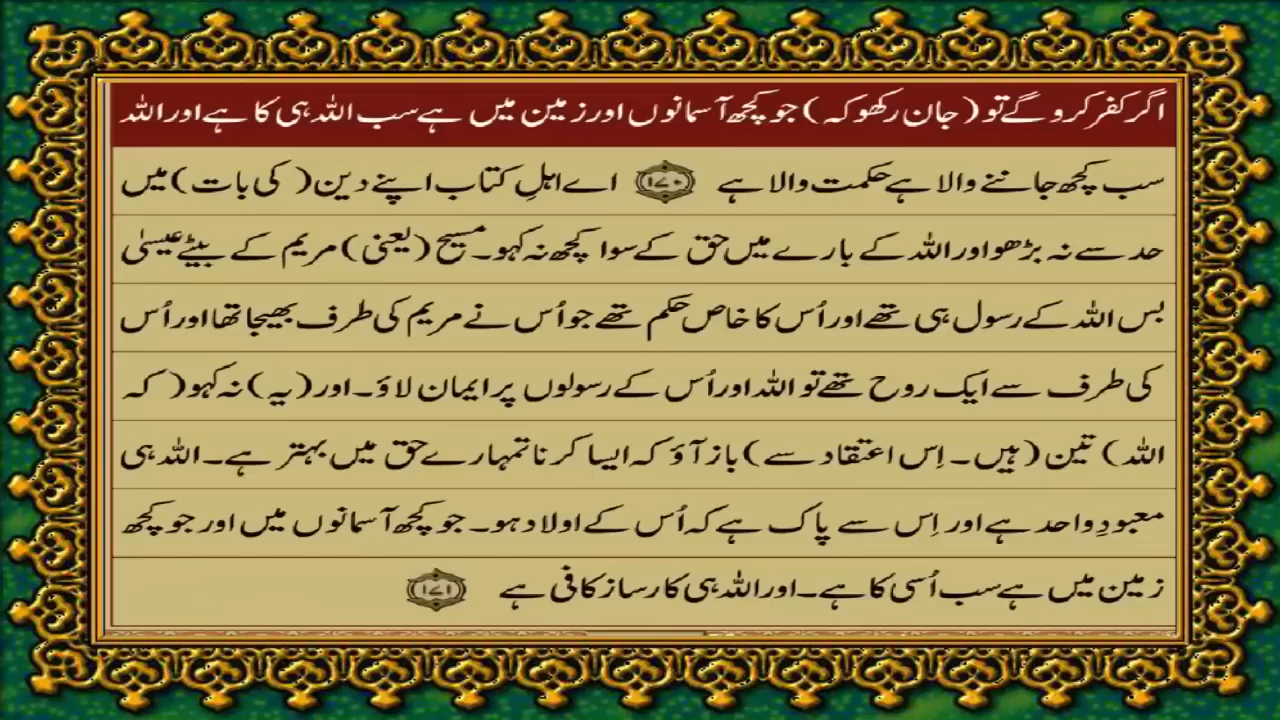 اگر کفر کرو گے تو (جان رکھو کہ) جو کچھ آسمانوں اور زمین میں ہے سب اللہ ہی کا ہے اور اللہ
سب کچھ جاننے والا ہے حکمت والا ہے ۱۷۰ اے اہلِ کتاب اپنے دین( کی بات) میں
حد سے نہ بڑھو اور اللہ کے بارے میں حق کے سوا کچھ نہ کہو۔ مسیح (یعنی) مریم کے بیٹے عیسیٰ
بس اللہ کے رسول ہی تھے اور اُس کا خاص حکم تھے جو اُس نے مریم کی طرف بھیجا تھا اور اُس
کی طرف سے ایک روح تھے تو اللہ اور اُس کے رسولوں پر ایمان لاؤ۔ اور (یہ) نہ کہو( کہ
اللہ) تین (ہیں۔ اِس اعتقاد سے) باز آؤ کہ ایسا کرنا تمہارے حق میں بہتر ہے۔ اللہ ہی
معبودِ واحد ہے اور اِس سے پاک ہے کہ اُس کے اولاد ہو۔ جو کچھ آسمانوں میں اور جو کچھ
زمین میں ہے سب اُسی کا ہے۔ اور اللہ ہی کارساز کافی ہے ۱۷۱